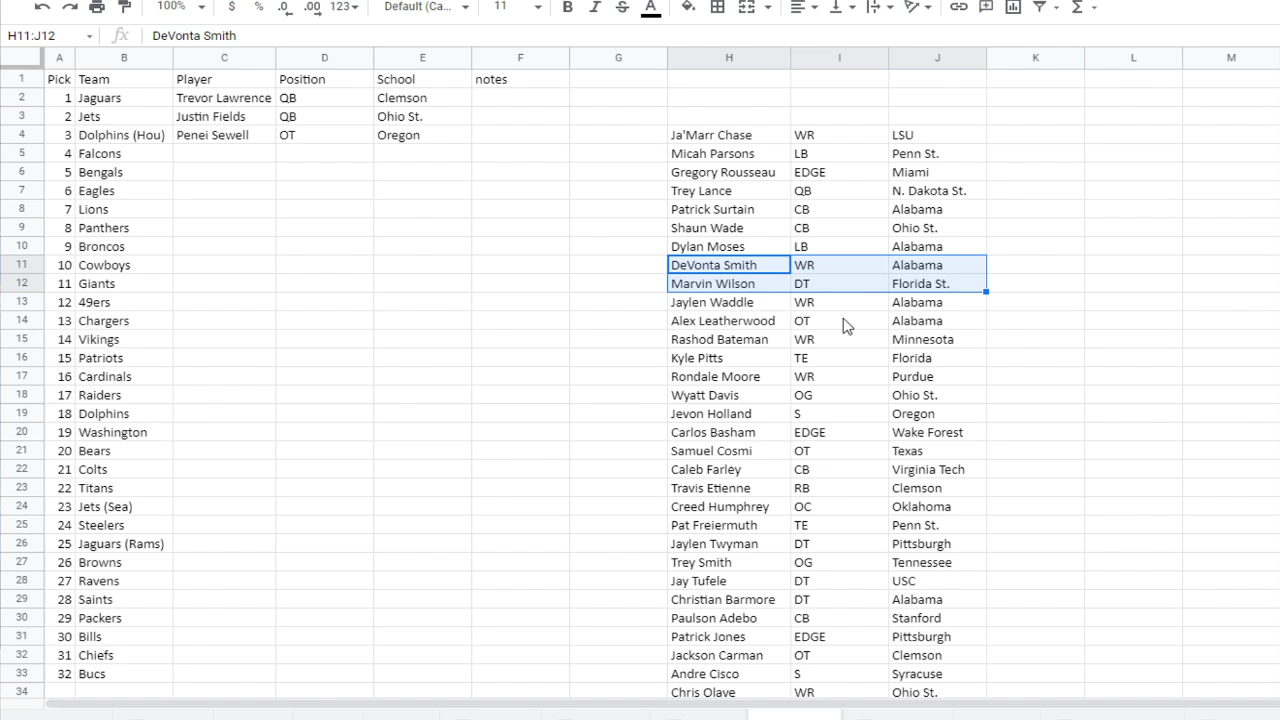 100% $ % .0 .00 123 Default (Ca... 11 B I S A
H11:J12 fx DeVonta Smith
A B C D E F G H I J K L M
1 Pick Team Player Position School notes
2 1 Jaguars Trevor Lawrence QB Clemson
3 2 Jets Justin Fields QB Ohio St.
4 3 Dolphins (Hou) Penei Sewell OT Oregon Ja'Marr Chase WR LSU
5 4 Falcons Micah Parsons LB Penn St.
6 5 Bengals Gregory Rousseau EDGE Miami
7 6 Eagles Trey Lance QB N. Dakota St.
8 7 Lions Patrick Surtain CB Alabama
9 8 Panthers Shaun Wade CB Ohio St.
10 9 Broncos Dylan Moses LB Alabama
11 10 Cowboys DeVonta Smith WR Alabama
12 11 Giants Marvin Wilson DT Florida St.
13 12 49ers Jaylen Waddle WR Alabama
14 13 Chargers Alex Leatherwood OT Alabama
15 14 Vikings Rashod Bateman WR Minnesota
16 15 Patriots Kyle Pitts TE Florida
17 16 Cardinals Rondale Moore WR Purdue
18 17 Raiders Wyatt Davis OG Ohio St.
19 18 Dolphins Jevon Holland S Oregon
20 19 Washington Carlos Basham EDGE Wake Forest
21 20 Bears Samuel Cosmi OT Texas
22 21 Colts Caleb Farley CB Virginia Tech
23 22 Titans Travis Etienne RB Clemson
24 23 Jets (Sea) Creed Humphrey OC Oklahoma
25 24 Steelers Pat Freiermuth TE Penn St.
26 25 Jaguars (Rams) Jaylen Twyman DT Pittsburgh
27 26 Browns Trey Smith OG Tennessee
28 27 Ravens Jay Tufele DT USC
29 28 Saints Christian Barmore DT Alabama
30 29 Packers Paulson Adebo CB Stanford
31 30 Bills Patrick Jones EDGE Pittsburgh
32 31 Chiefs Jackson Carman OT Clemson
33 32 Bucs Andre Cisco S Syracuse
34 Chris Olave WR Ohio St.